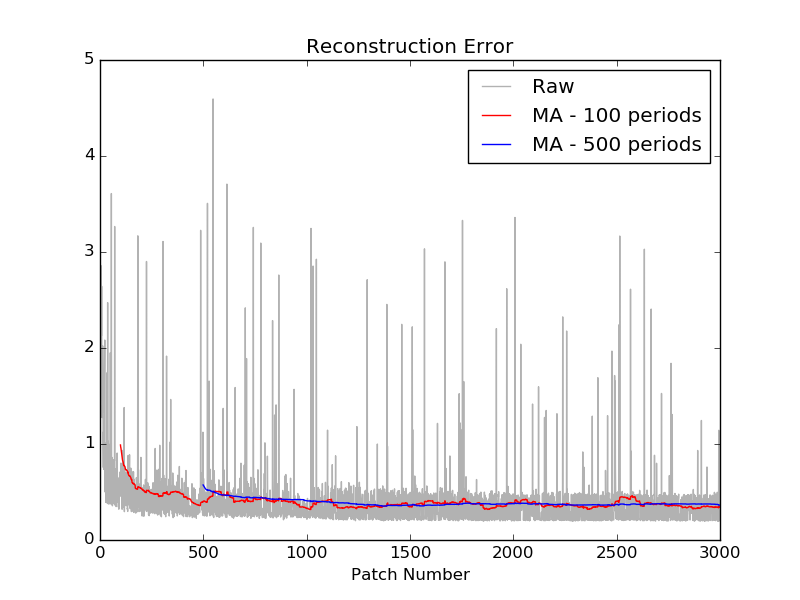 Reconstruction Error
Raw
MA - 100 periods
MA - 500 periods
5
4
3
2
1
0
0 500 1000 1500 2000 2500 3000
Patch Number